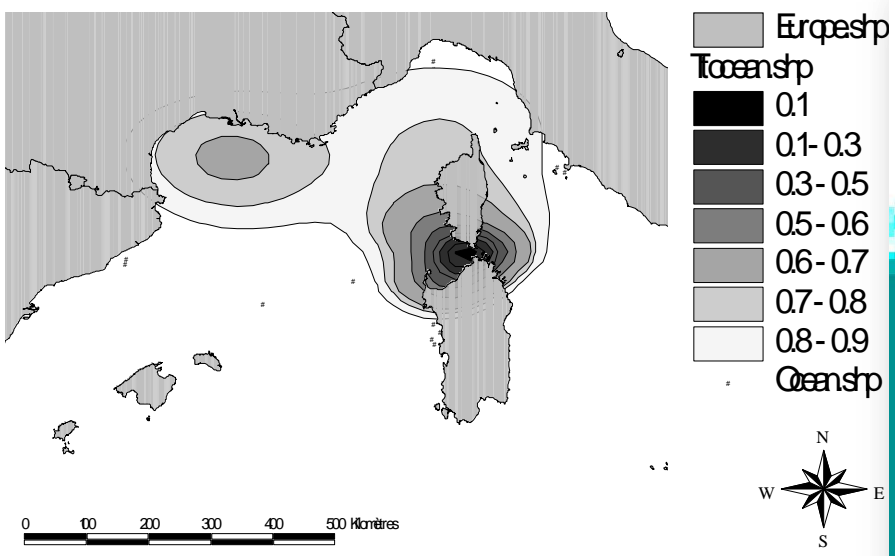 Europe.shp
Tfocean.shp
0.1
0.1 - 0.3
0.3 - 0.5
0.5 - 0.6
0.6 - 0.7
0.7 - 0.8
0.8 - 0.9
# Ocean.shp
N
W E
S
0 100 200 300 400 500 Kilomètres